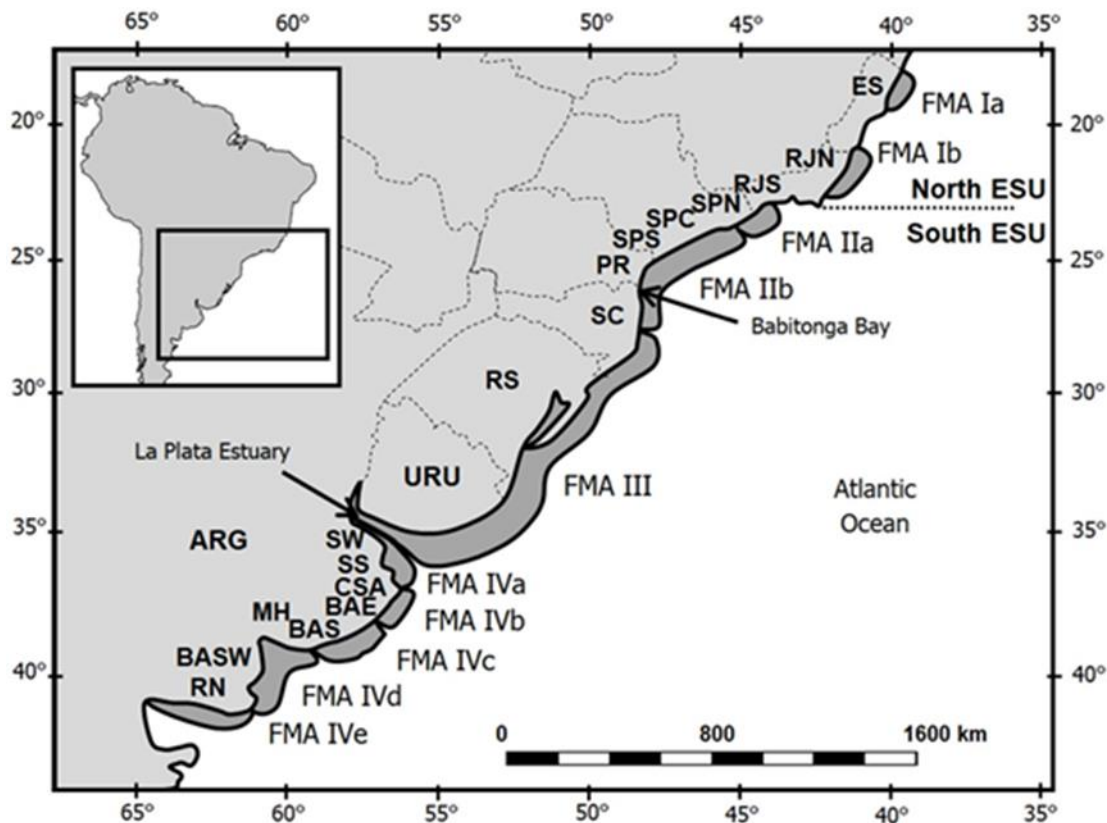 65° 60° 55° 50° 45° 40° 35°
ES
FMA Ia
20° 20°
RJN
FMA Ib
RJS
North ESU
SPN
SPC
South ESU
SPS
FMA IIa
25° PR 25°
FMA IIb
SC
Babitonga Bay
RS
30° 30°
La Plata Estuary
URU
FMA III
Atlantic
Ocean
35° ARG SW 35°
SS
CSA
FMA IVa
MH
BAE
BAS
FMA IVb
BASW
FMA IVc
40° RN 40°
FMA IVd
FMA IVe
0 800 1600 km
65° 60° 55° 50° 45° 40° 35°